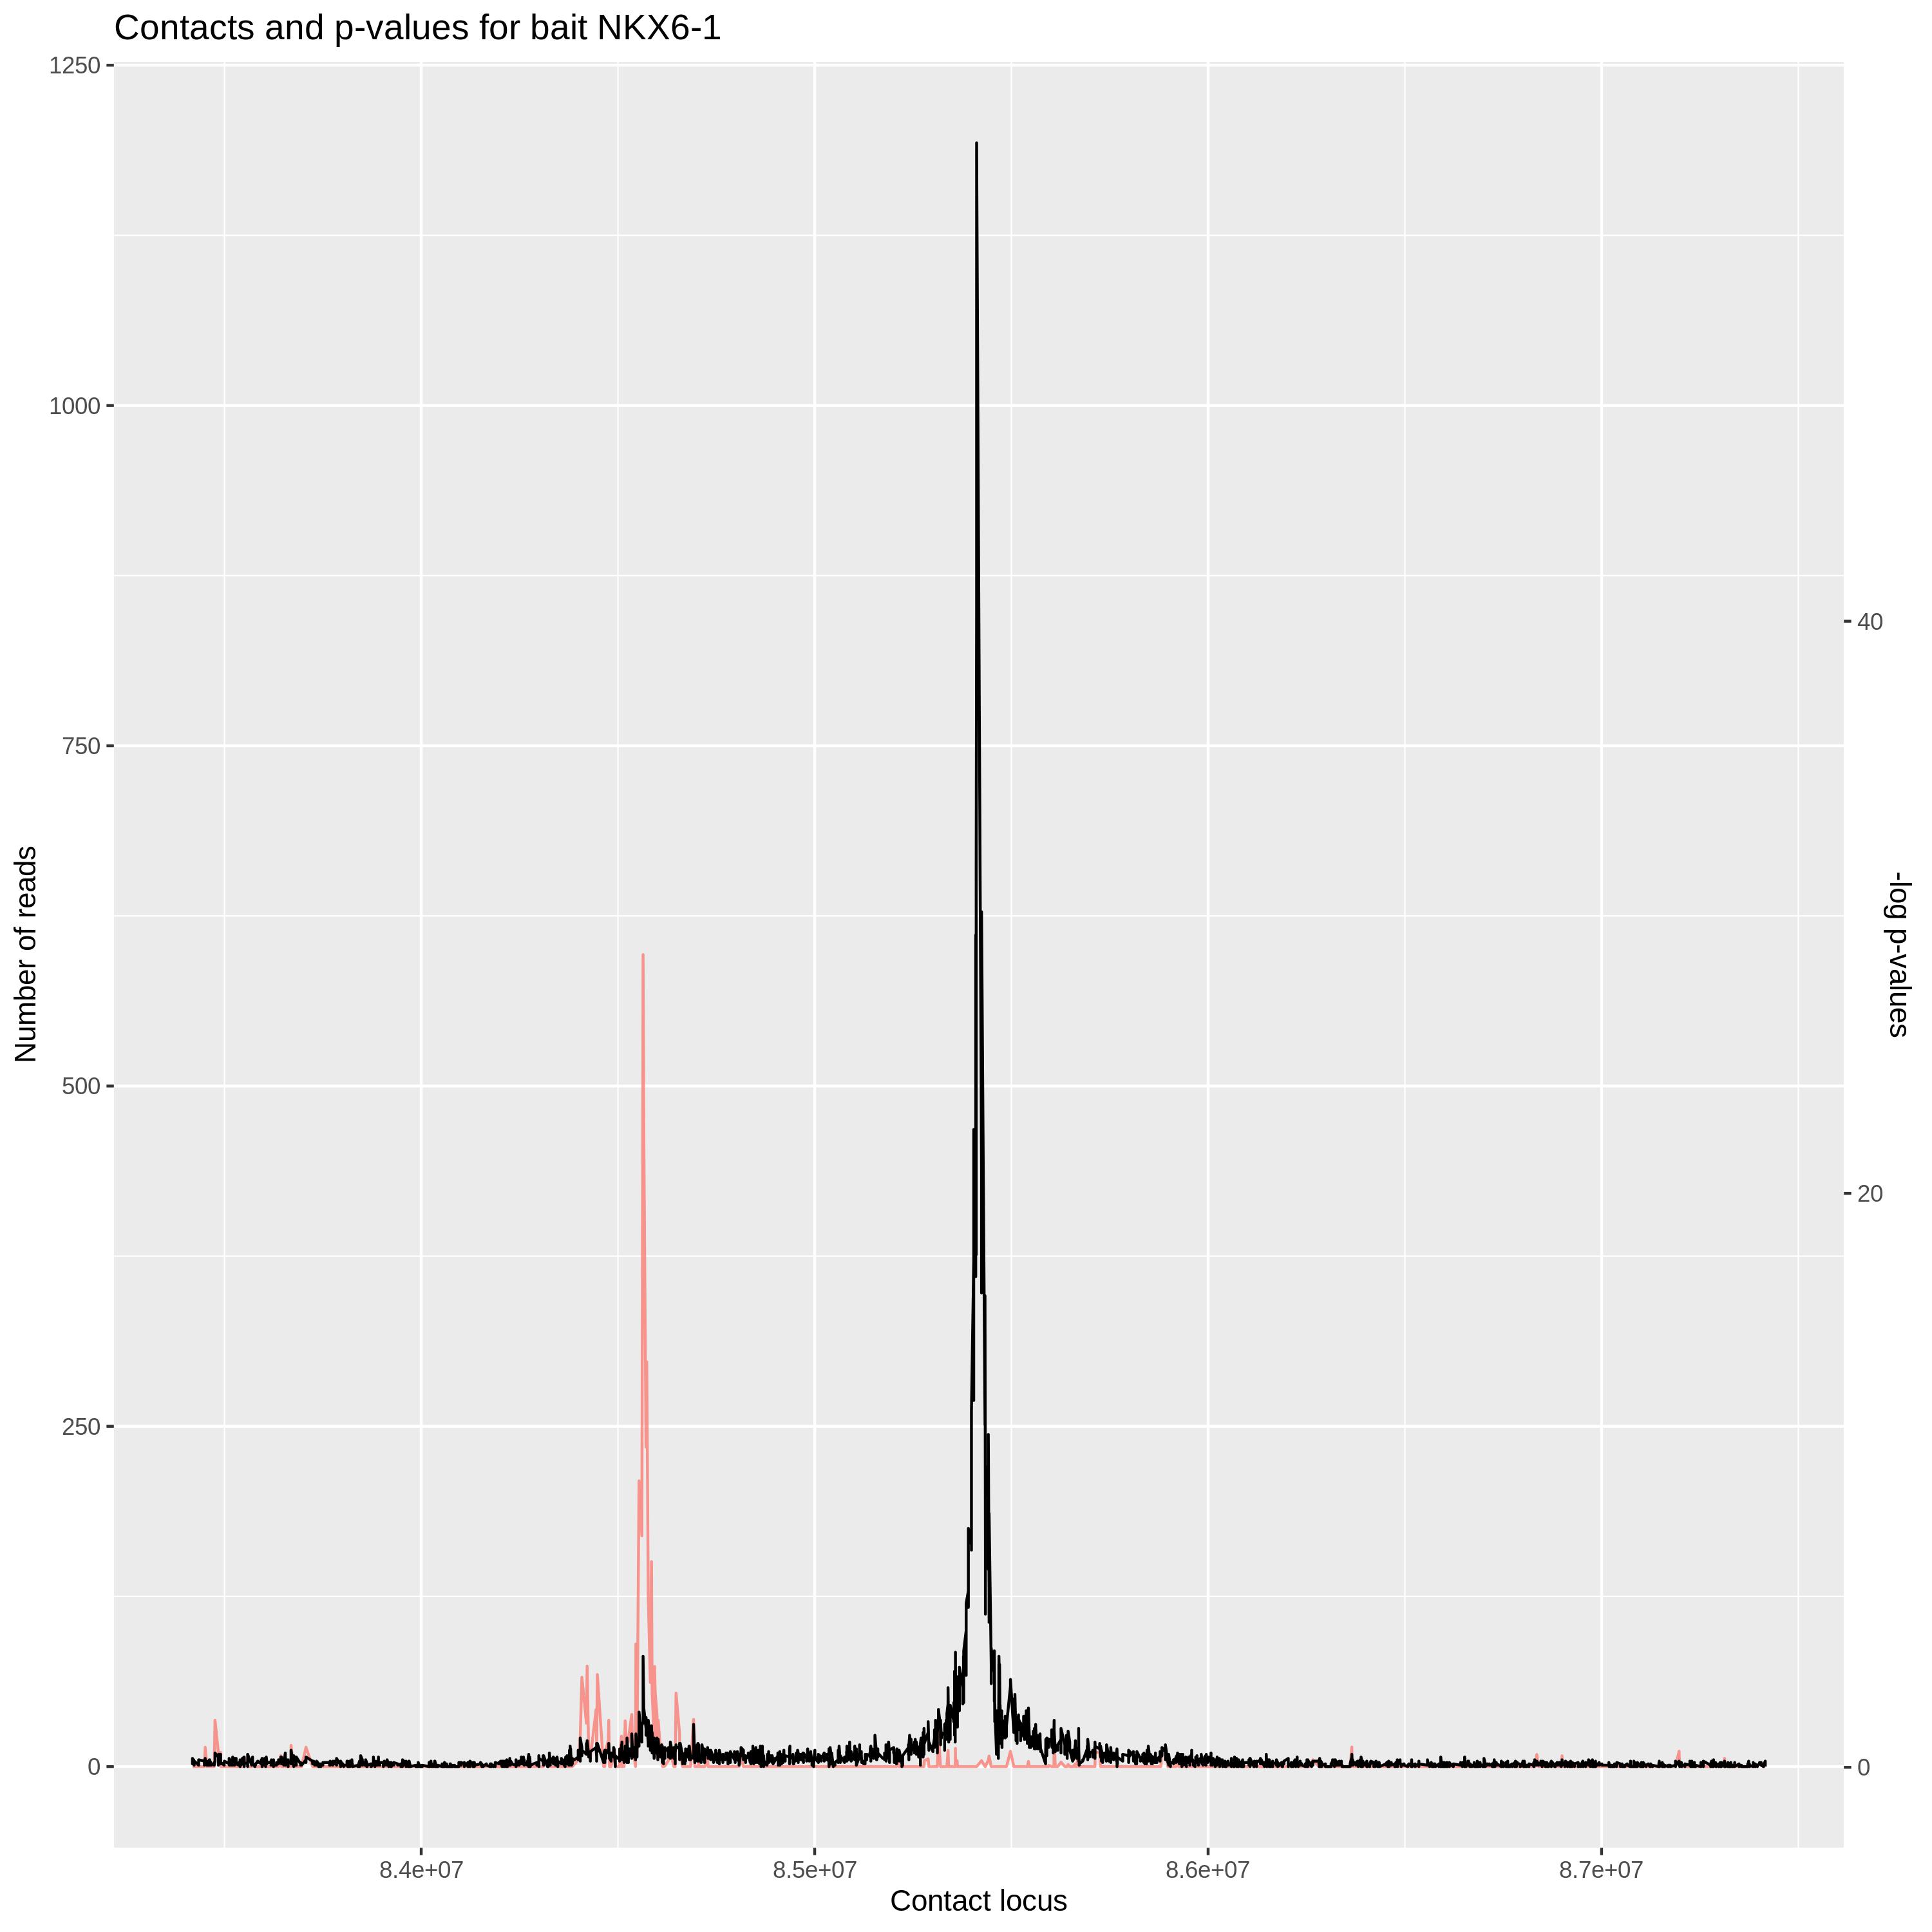 Contacts and p-values for bait NKX6-1
1250
1000
750
500
250
0
Number of reads
40
20
0
-log p-values
8.4e+07
8.5e+07
8.6e+07
8.7e+07
Contact locus